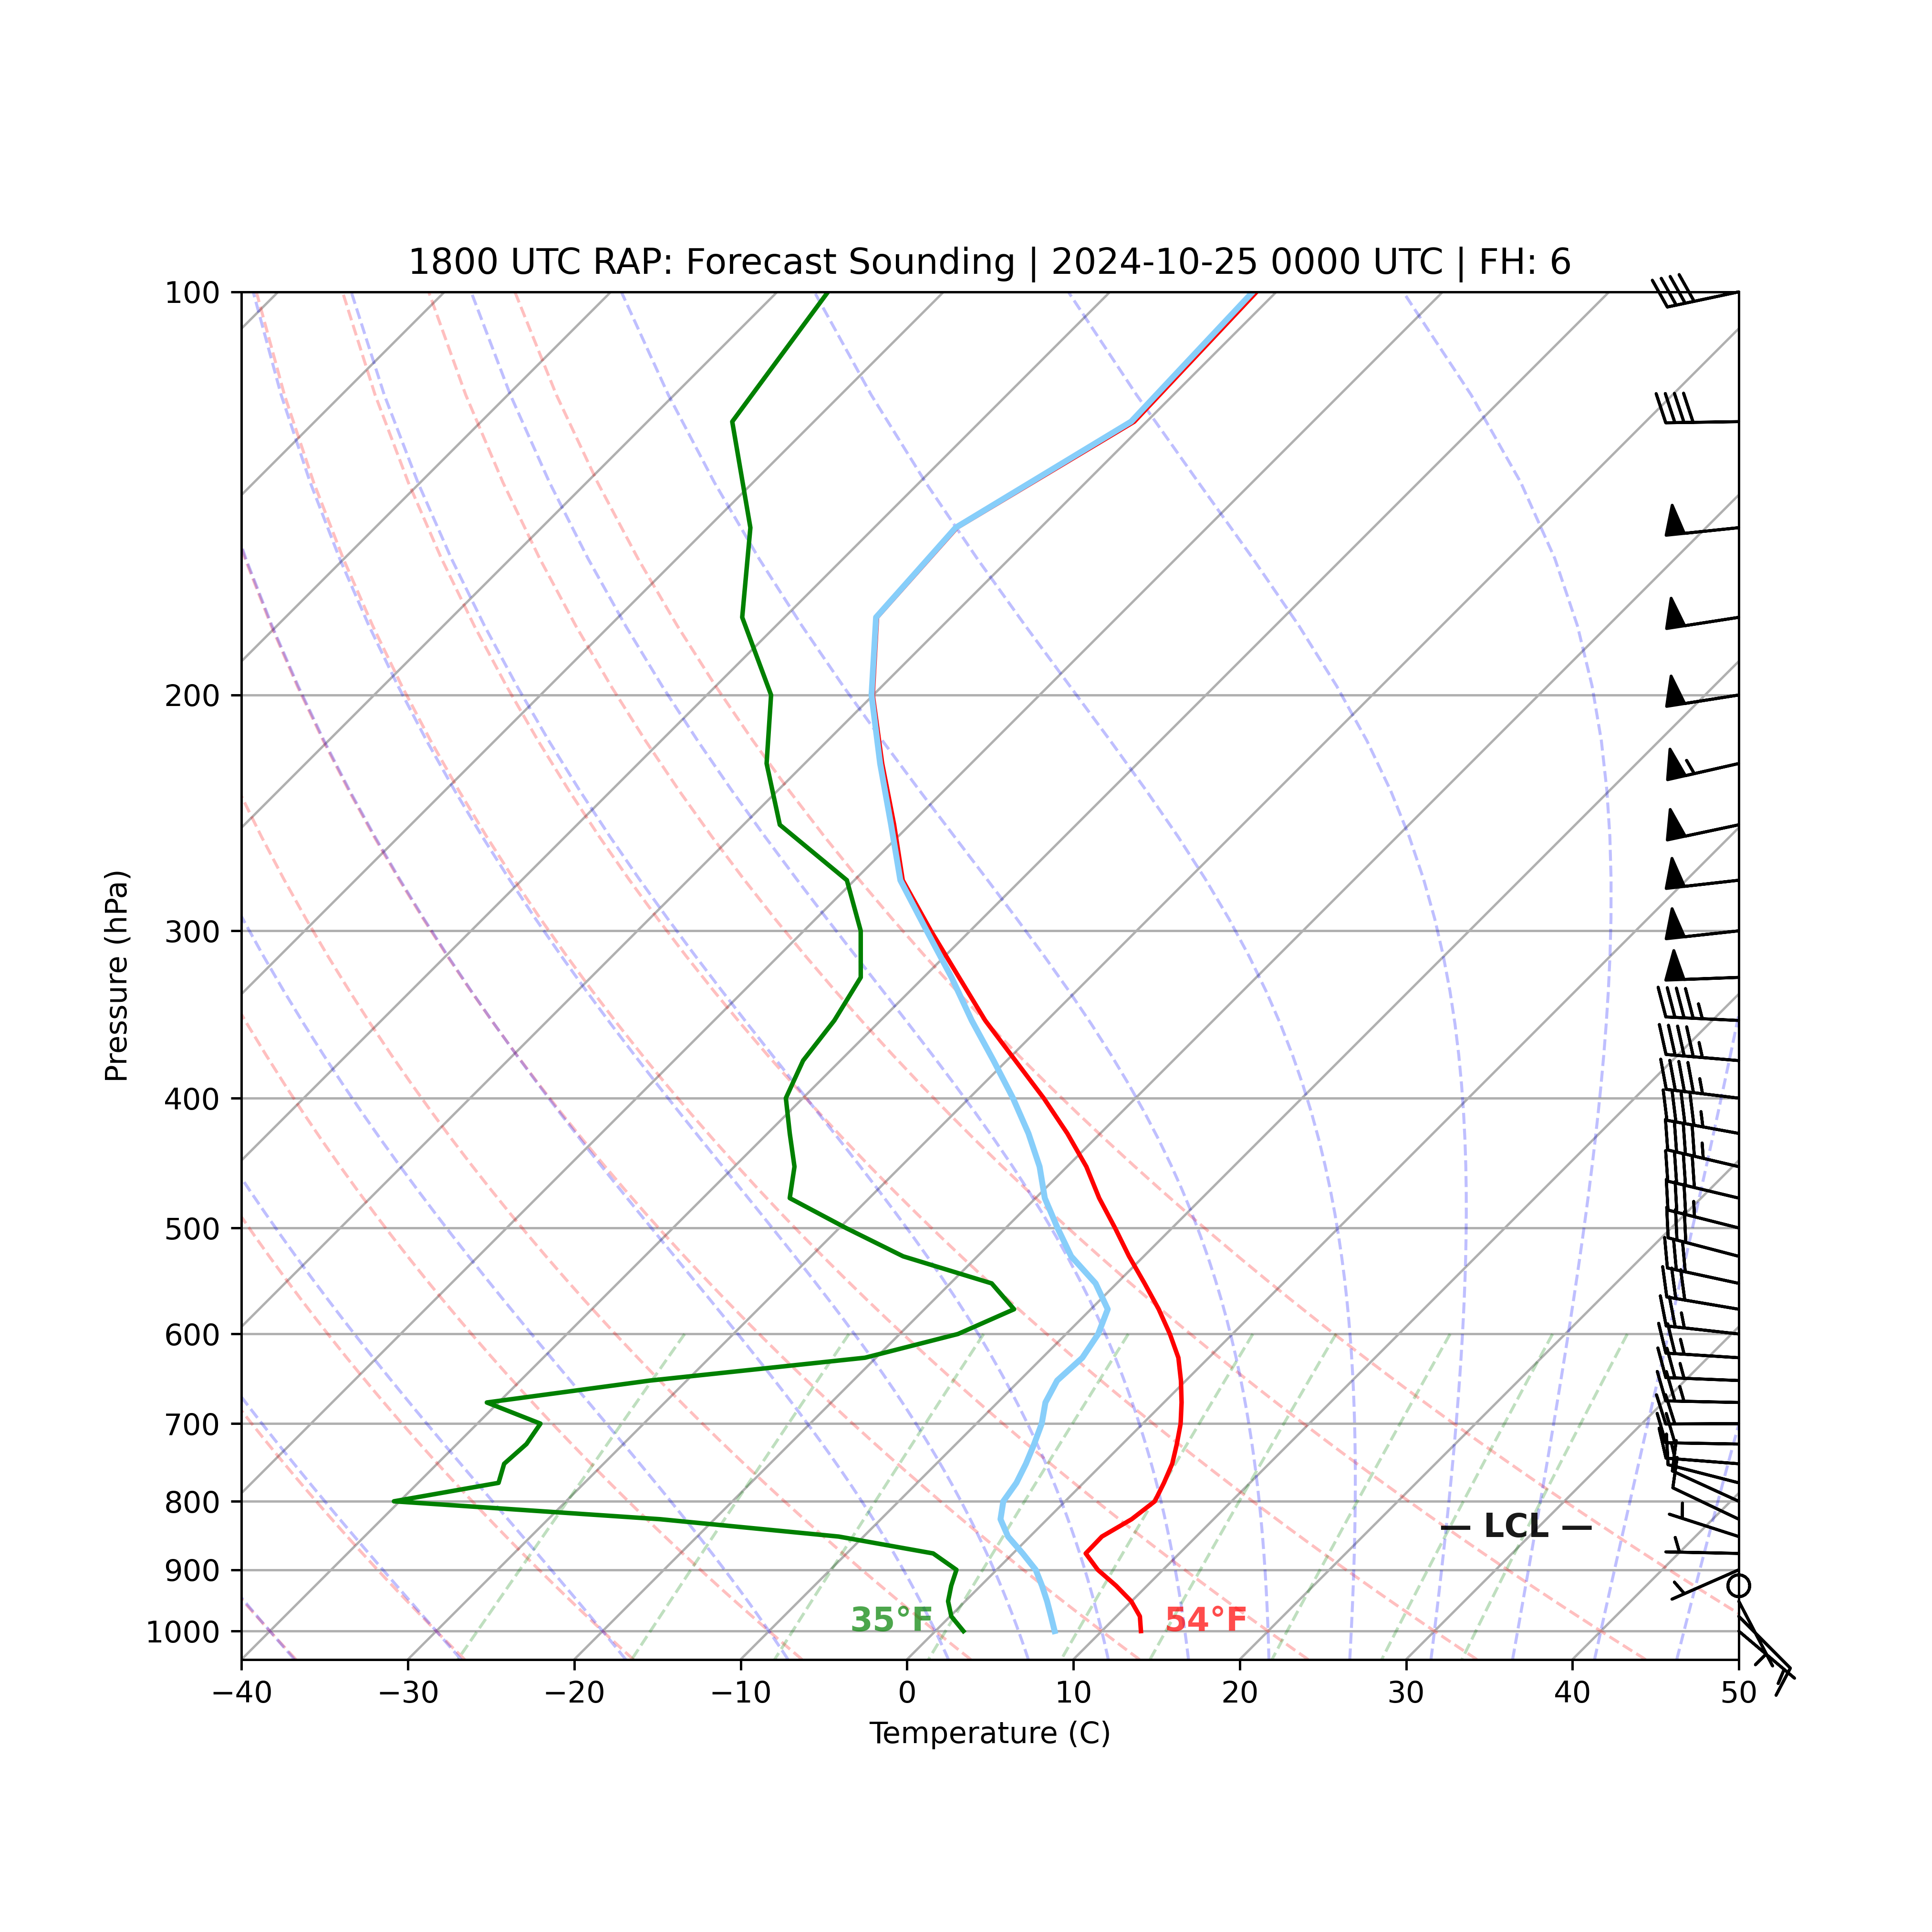 1800 UTC RAP: Forecast Sounding | 2024-10-25 0000 UTC | FH: 6
100
200
300
400
500
600
700
800
900
1000
Pressure (hPa)
— LCL —
35°F
54°F
−40 −30 −20 −10 0 10 20 30 40 50
Temperature (C)